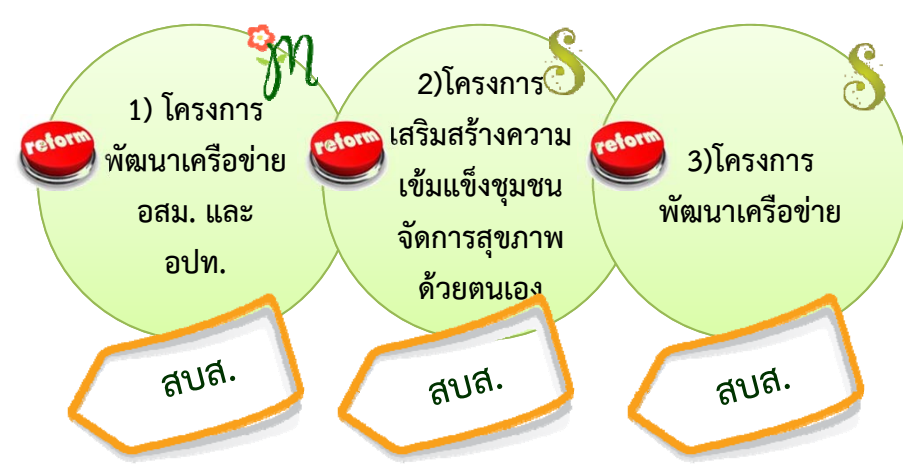 m
reform
1) โครงการ
พัฒนาเครือข่าย
อสม. และ
อปท.
สบส.
S
reform
2)โครงการ
เสริมสร้างความ
เข้มแข็งชุมชน
จัดการสุขภาพ
ด้วยตนเอง
สบส.
S
reform
3)โครงการ
พัฒนาเครือข่าย
สบส.